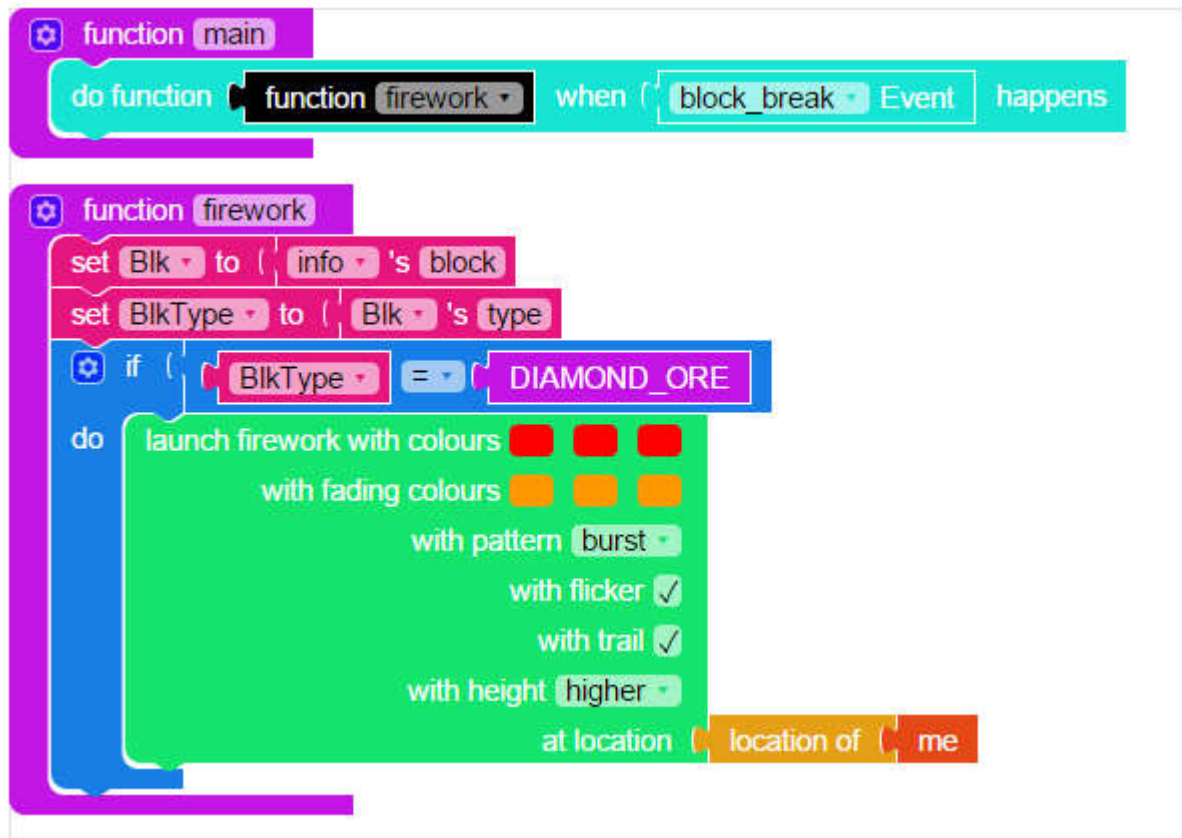 function main
do function function firework when block_break Event happens
function firework
set Blk to info 's block
set BlkType to Blk 's type
if BlkType = DIAMOND_ORE
do launch firework with colours
with fading colours
with pattern burst
with flicker ✓
with trail ✓
with height higher
at location location of me